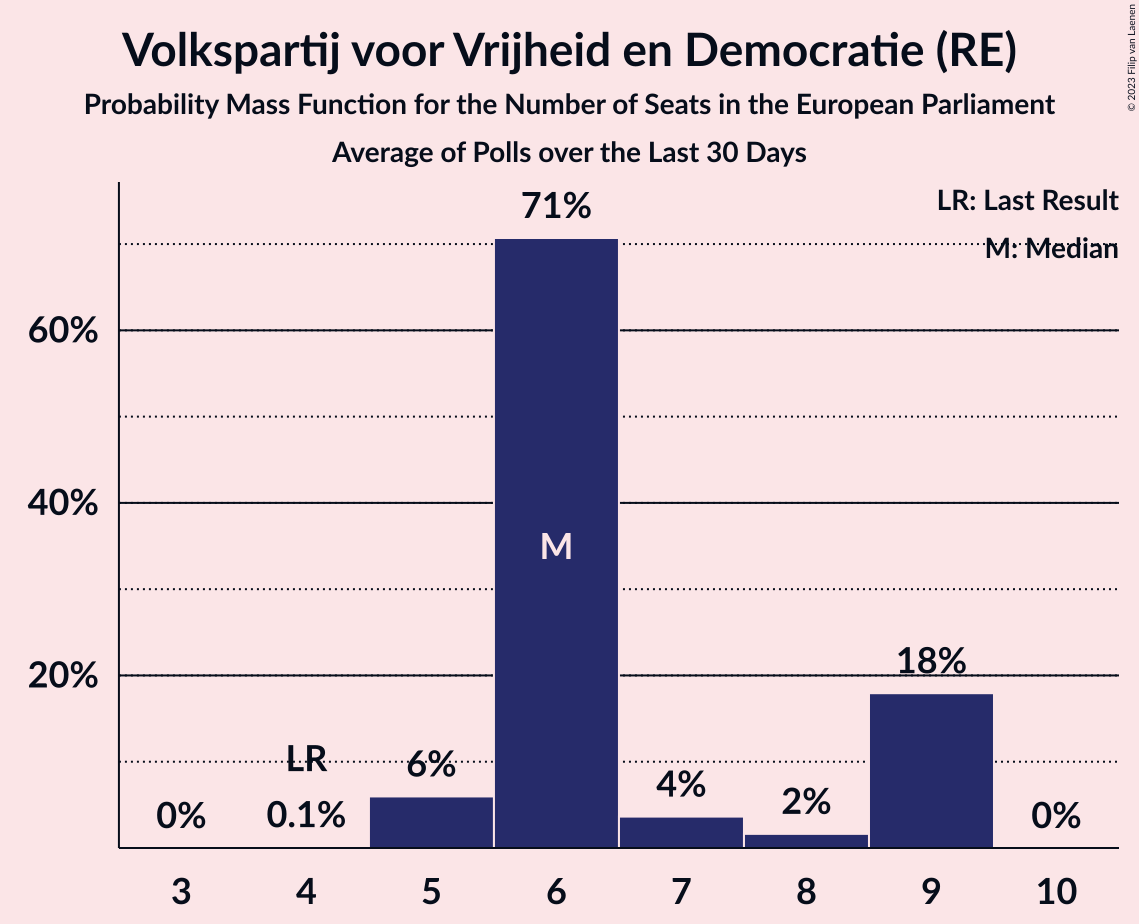 Volkspartij voor Vrijheid en Democratie (RE)
Probability Mass Function for the Number of Seats in the European Parliament
Average of Polls over the Last 30 Days
© 2023 Filip van Laenen
LR: Last Result
M: Median
71%
60%
40%
M
20%
18%
LR
6%
4%
2%
0%
0.1%
0%
3 4 5 6 7 8 9 10